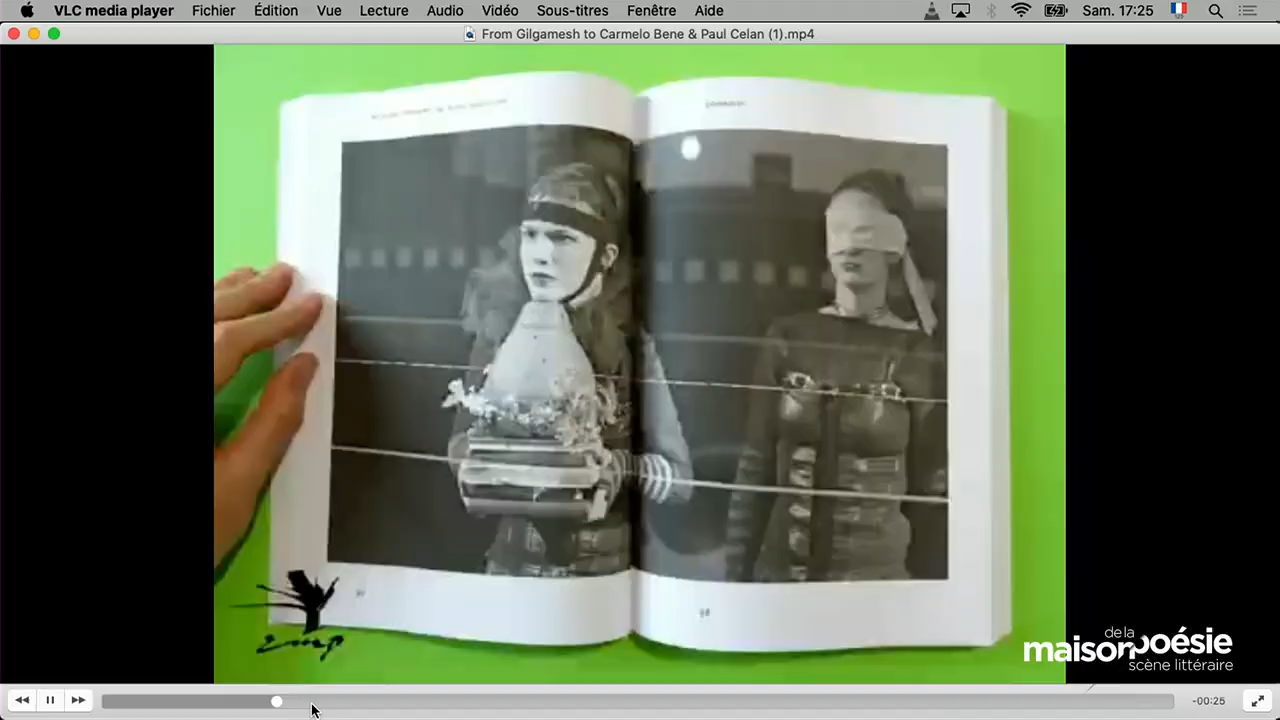 VLC media player Fichier Édition Vue Lecture Audio Vidéo Sous-titres Fenêtre Aide Sam. 17:25
From Gilgamesh to Carmelo Bene & Paul Celan (1).mp4
de la
maison poésie
scène littéraire
-00:25